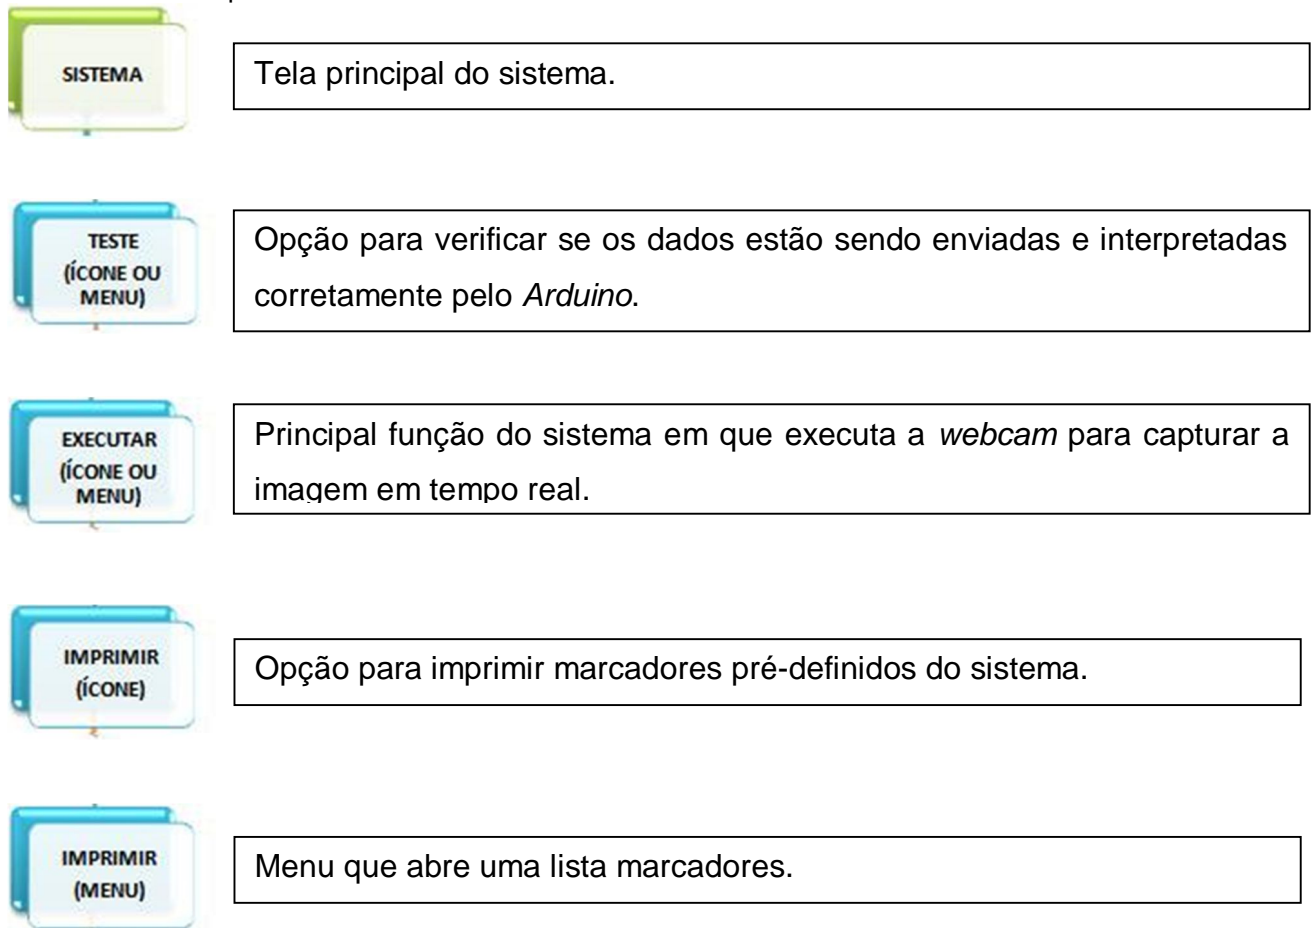 SISTEMA
Tela principal do sistema.
TESTE
(ÍCONE OU
MENU)
Opção para verificar se os dados estão sendo enviadas e interpretadas
corretamente pelo Arduino.
EXECUTAR
(ÍCONE OU
MENU)
Principal função do sistema em que executa a webcam para capturar a
imagem em tempo real.
IMPRIMIR
(ÍCONE)
Opção para imprimir marcadores pré-definidos do sistema.
IMPRIMIR
(MENU)
Menu que abre uma lista marcadores.